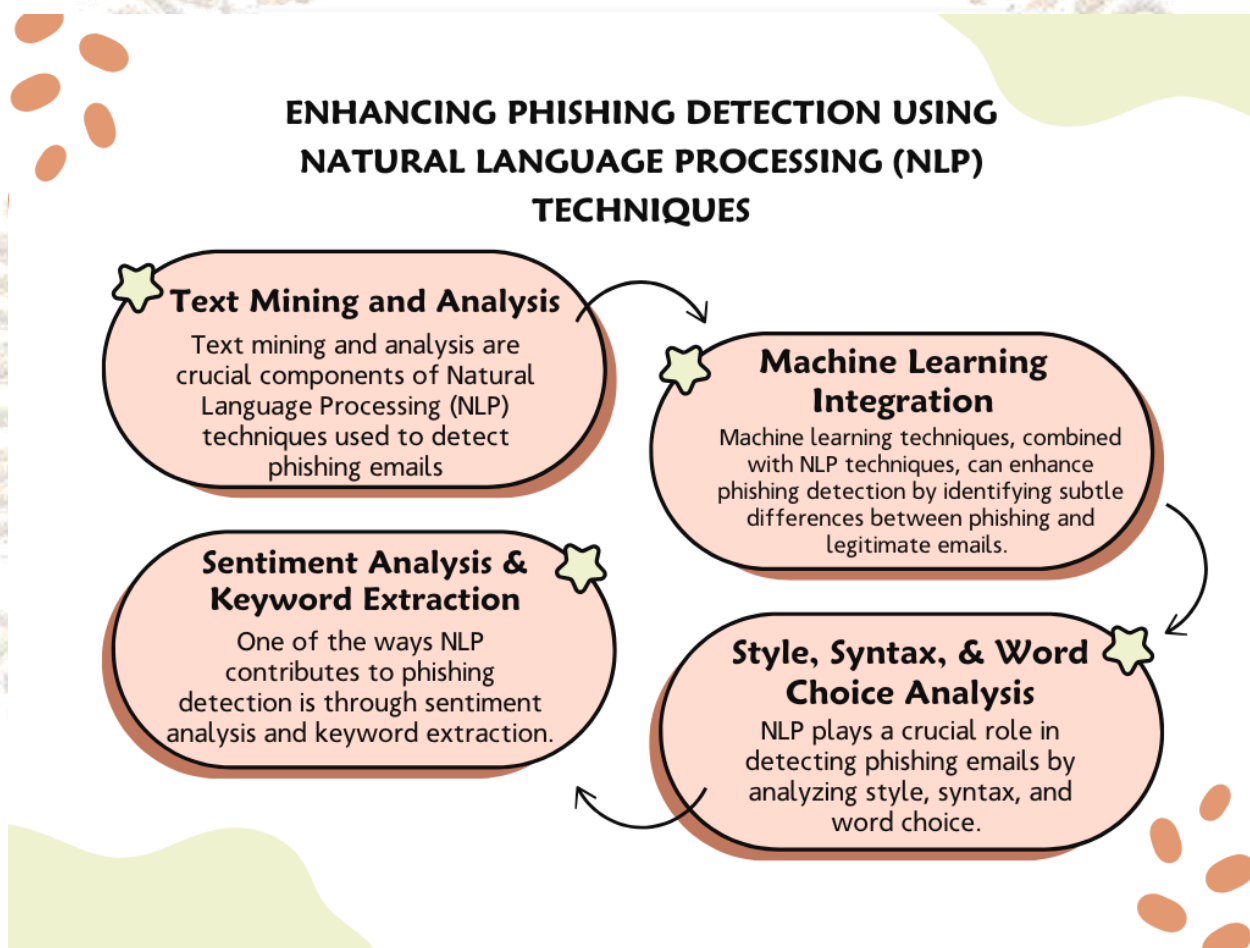 ENHANCING PHISHING DETECTION USING
NATURAL LANGUAGE PROCESSING (NLP)
TECHNIQUES
Text Mining and Analysis
Text mining and analysis are
crucial components of Natural
Language Processing (NLP)
techniques used to detect
phishing emails
Machine Learning
Integration
Machine learning techniques, combined
with NLP techniques, can enhance
phishing detection by identifying subtle
differences between phishing and
legitimate emails.
Style, Syntax, & Word
Choice Analysis
NLP plays a crucial role in
detecting phishing emails by
analyzing style, syntax, and
word choice.
Sentiment Analysis &
Keyword Extraction
One of the ways NLP
contributes to phishing
detection is through sentiment
analysis and keyword extraction.